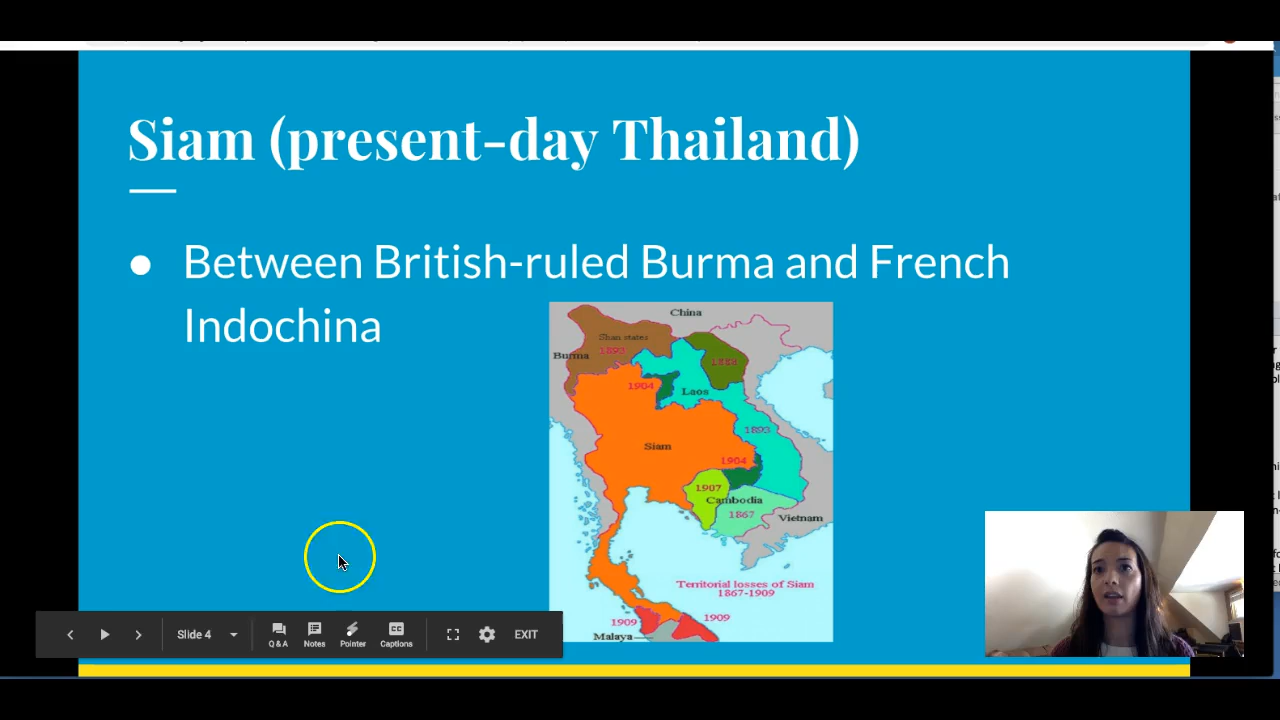 Siam (present-day Thailand)
● Between British-ruled Burma and French
Indochina
China
Shan states
1892
Burma
1888
1904
Laos
1893
Siam
1904
1907
Cambodia
1867
Vietnam
Territorial losses of Siam
1867-1909
1909
1909
Malaya
Slide 4
Q & A
Notes
Pointer
Captions
EXIT